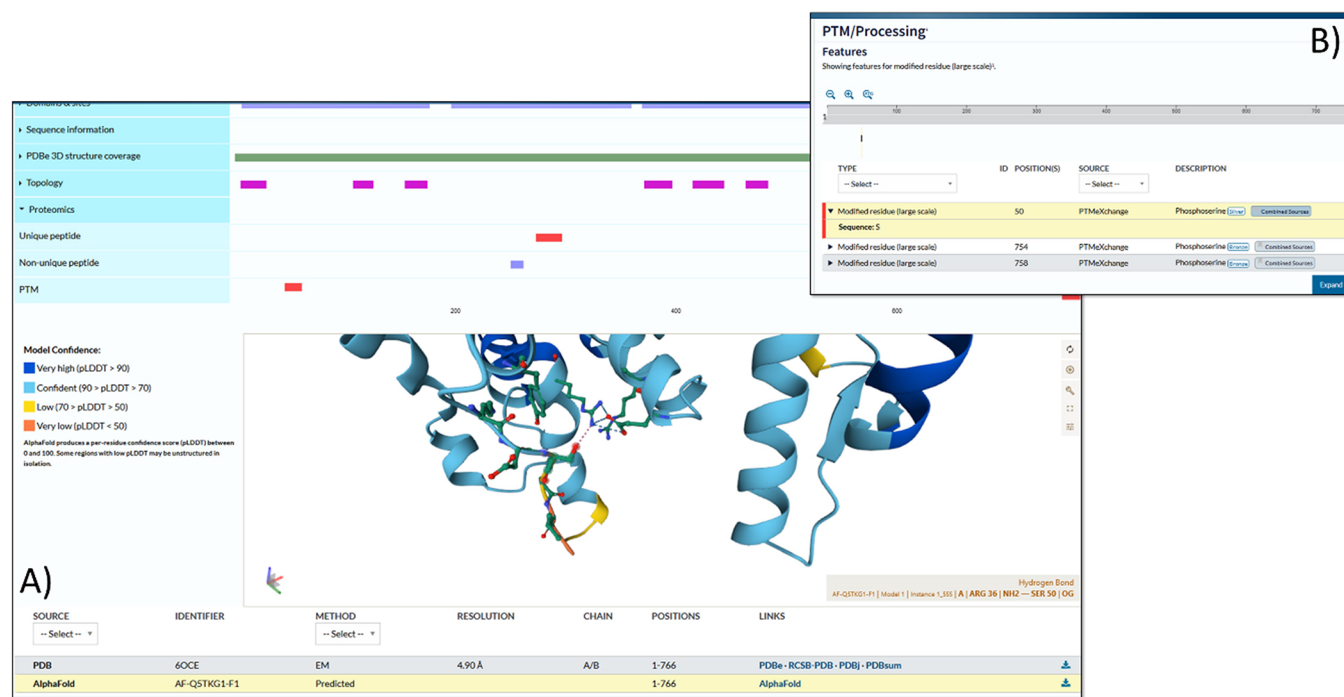 PTM/Processing
Features
Showing features for modified residue (large scale)
B)
1
100 200 300 400 500 600 700
TYPE ID POSITION(S) SOURCE DESCRIPTION
-- Select -- -- Select --
Modified residue (large scale) 50 PTMeXchange Phosphoserine Silver Combined Sources
Sequence: S
Modified residue (large scale) 754 PTMeXchange Phosphoserine Bronze Combined Sources
Modified residue (large scale) 758 PTMeXchange Phosphoserine Bronze Combined Sources
Expand
Domains & sites
Sequence information
PDBe 3D structure coverage
Topology
Proteomics
Unique peptide
Non-unique peptide
PTM
200 400 600
Model Confidence:
Very high (pLDDT > 90)
Confident (90 > pLDDT > 70)
Low (70 > pLDDT > 50)
Very low (pLDDT < 50)
AlphaFold produces a per-residue confidence score (pLDDT) between
0 and 100. Some regions with low pLDDT may be unstructured in
isolation.
Hydrogen Bond
AF-Q5TKG1-F1 | Model 1 | Instance 1_555 | A | ARG 36 | NH2 — SER 50 | OG
A)
SOURCE IDENTIFIER METHOD RESOLUTION CHAIN POSITIONS LINKS
-- Select -- -- Select --
PDB 6OCE EM 4.90 Å A/B 1-766 PDBe · RCSB-PDB · PDBj · PDBsum
AlphaFold AF-Q5TKG1-F1 Predicted 1-766 AlphaFold